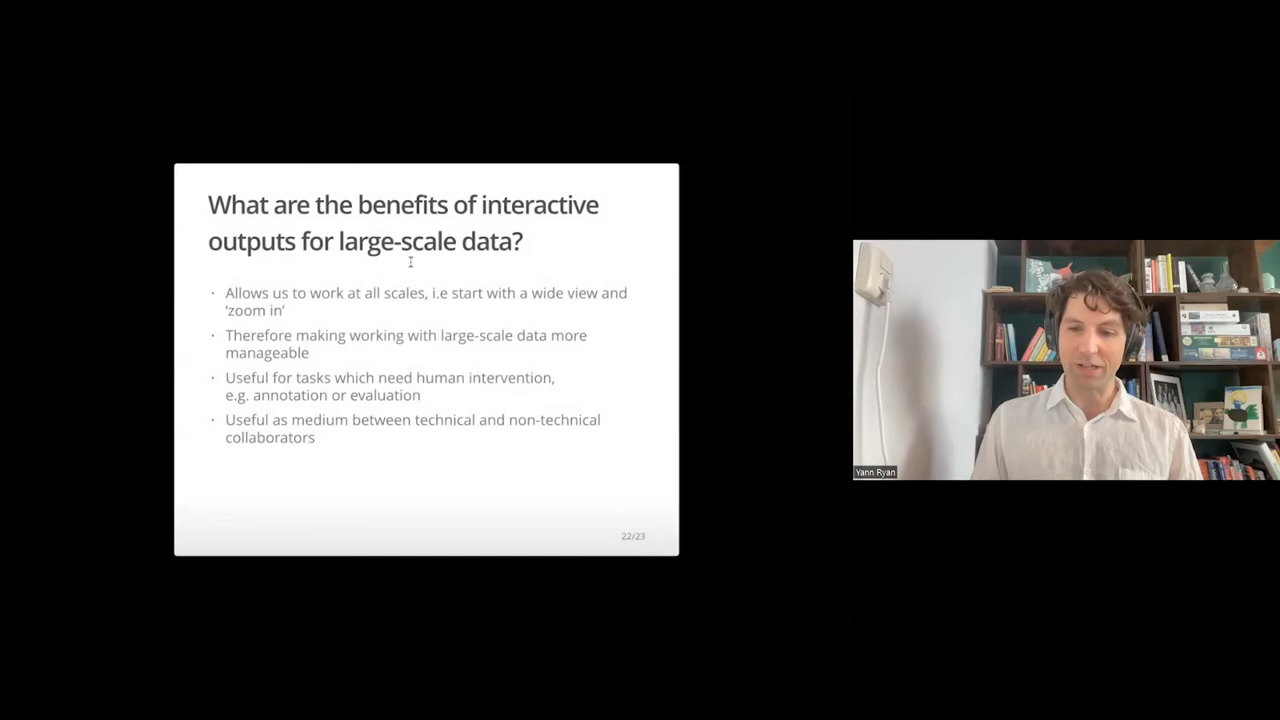 What are the benefits of interactive
outputs for large-scale data?
· Allows us to work at all scales, i.e start with a wide view and
‘zoom in’
· Therefore making working with large-scale data more
manageable
· Useful for tasks which need human intervention,
e.g. annotation or evaluation
· Useful as medium between technical and non-technical
collaborators
22/23
Yann Ryan